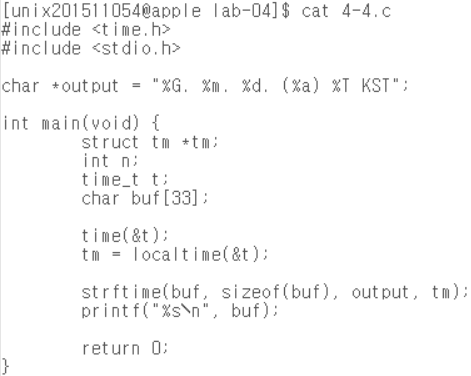 [unix201511054@apple lab-04]$ cat 4-4.c
#include <time.h>
#include <stdio.h>
char *output = "%G. %m. %d. (%a) %T KST";
int main(void) {
struct tm *tm;
int n;
time_t t;
char buf[33];
time(&t);
tm = localtime(&t);
strftime(buf, sizeof(buf), output, tm);
printf("%s\n", buf);
return 0;
}